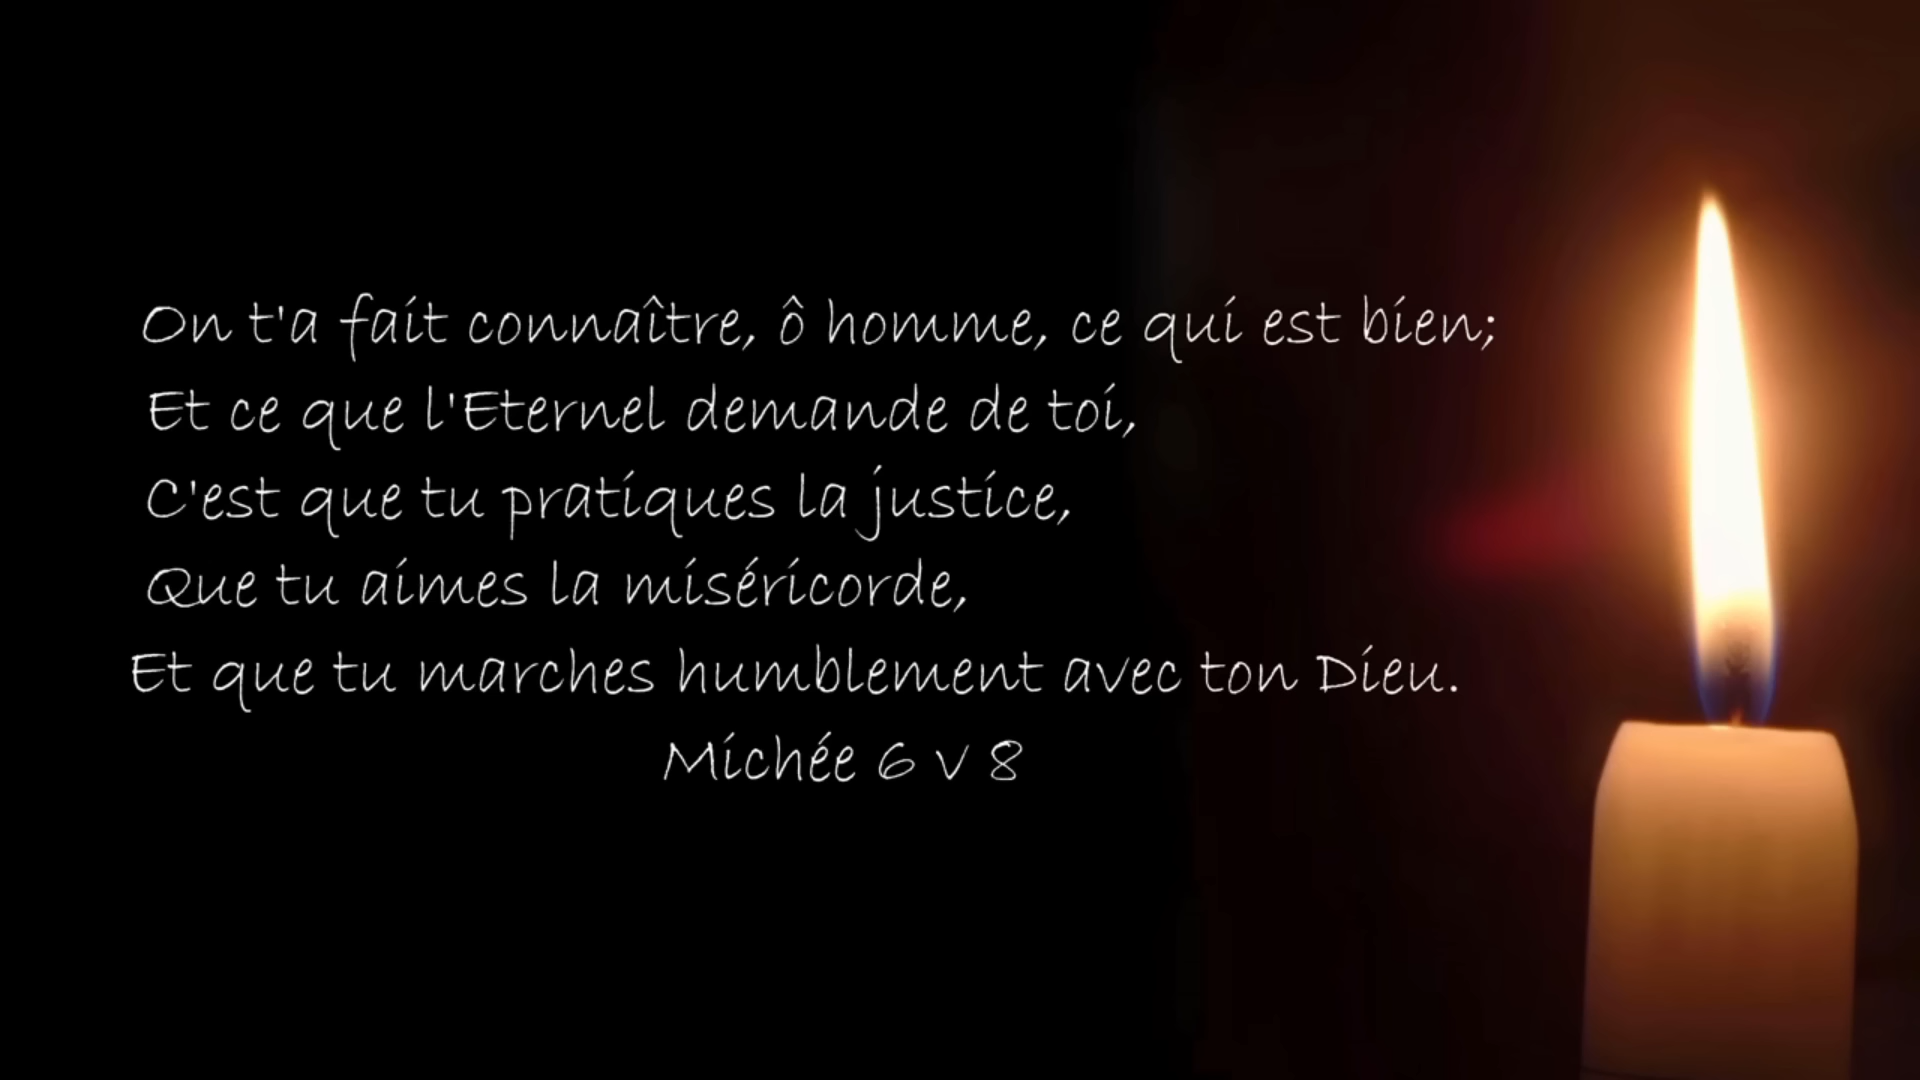 On t'a fait connaître, ô homme, ce qui est bien;
Et ce que l'Eternel demande de toi,
C'est que tu pratiques la justice,
Que tu aimes la miséricorde,
Et que tu marches humblement avec ton Dieu.
Michée 6 v 8